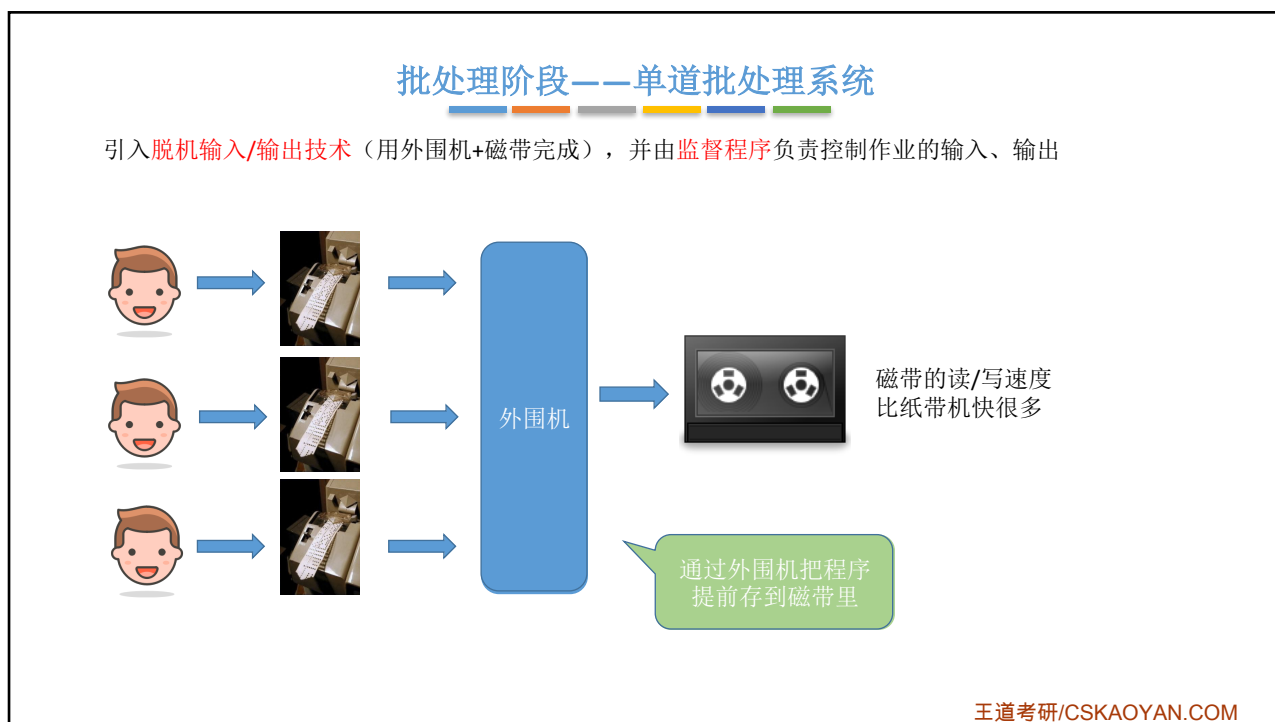 批处理阶段——单道批处理系统
引入脱机输入/输出技术（用外围机+磁带完成），并由监督程序负责控制作业的输入、输出
外围机
磁带的读/写速度
比纸带机快很多
通过外围机把程序
提前存到磁带里
王道考研/CSKAOYAN.COM